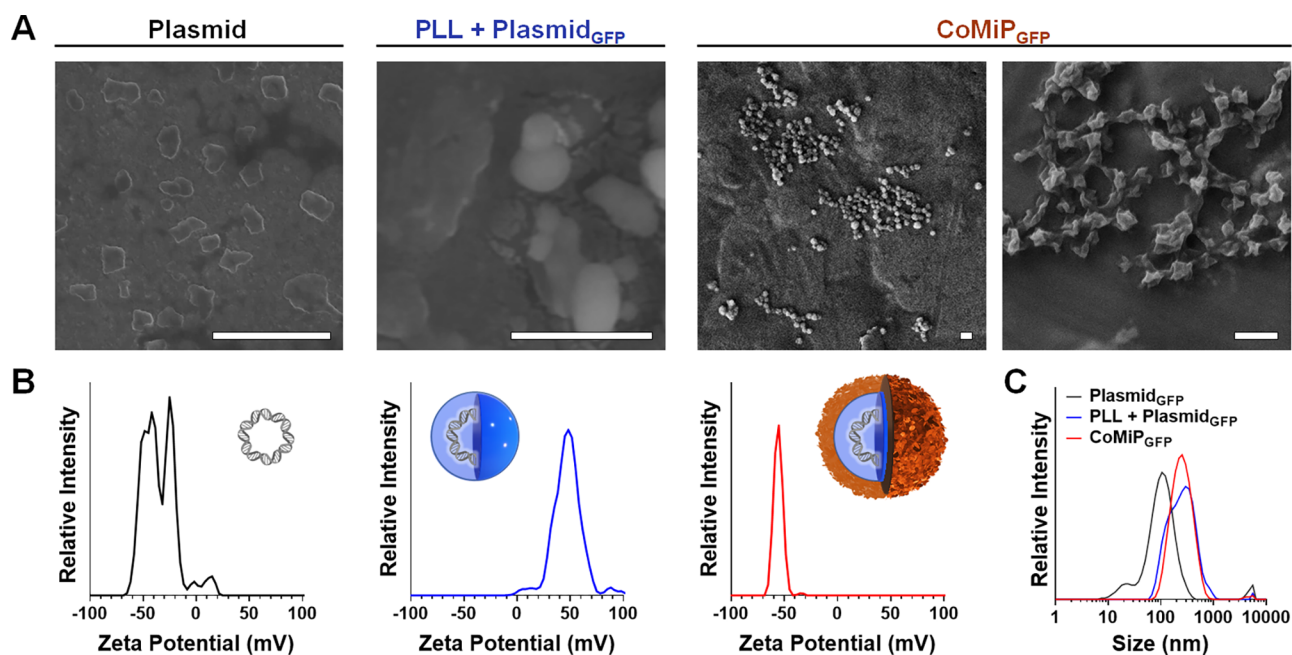 A
Plasmid
PLL + PlasmidGFP
CoMiPGFP
B
Relative Intensity
-100 -50 0 50 100
Zeta Potential (mV)
Relative Intensity
-100 -50 0 50 100
Zeta Potential (mV)
Relative Intensity
-100 -50 0 50 100
Zeta Potential (mV)
C
PlasmidGFP
PLL + PlasmidGFP
CoMiPGFP
Relative Intensity
1 10 100 1000 10000
Size (nm)